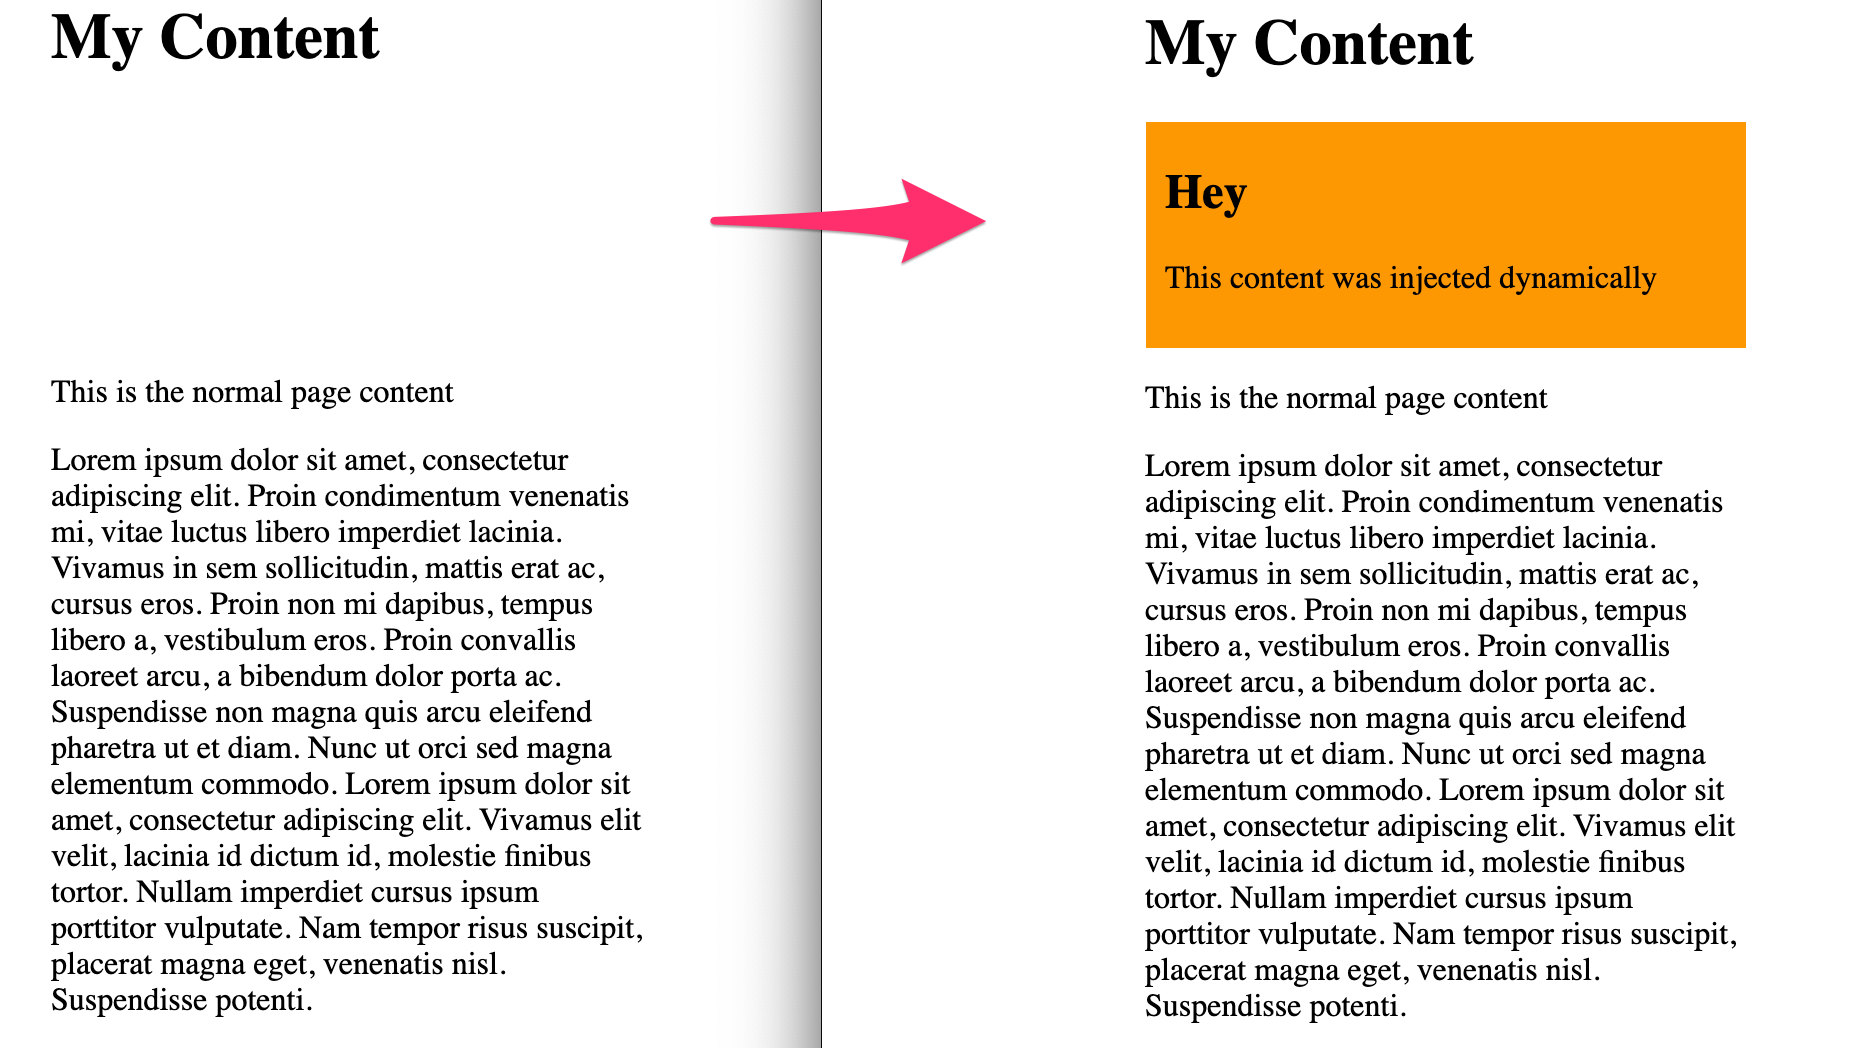 My Content
This is the normal page content
Lorem ipsum dolor sit amet, consectetur
adipiscing elit. Proin condimentum venenatis
mi, vitae luctus libero imperdiet lacinia.
Vivamus in sem sollicitudin, mattis erat ac,
cursus eros. Proin non mi dapibus, tempus
libero a, vestibulum eros. Proin convallis
laoreet arcu, a bibendum dolor porta ac.
Suspendisse non magna quis arcu eleifend
pharetra ut et diam. Nunc ut orci sed magna
elementum commodo. Lorem ipsum dolor sit
amet, consectetur adipiscing elit. Vivamus elit
velit, lacinia id dictum id, molestie finibus
tortor. Nullam imperdiet cursus ipsum
porttitor vulputate. Nam tempor risus suscipit,
placerat magna eget, venenatis nisl.
Suspendisse potenti.
My Content
Hey
This content was injected dynamically
This is the normal page content
Lorem ipsum dolor sit amet, consectetur
adipiscing elit. Proin condimentum venenatis
mi, vitae luctus libero imperdiet lacinia.
Vivamus in sem sollicitudin, mattis erat ac,
cursus eros. Proin non mi dapibus, tempus
libero a, vestibulum eros. Proin convallis
laoreet arcu, a bibendum dolor porta ac.
Suspendisse non magna quis arcu eleifend
pharetra ut et diam. Nunc ut orci sed magna
elementum commodo. Lorem ipsum dolor sit
amet, consectetur adipiscing elit. Vivamus elit
velit, lacinia id dictum id, molestie finibus
tortor. Nullam imperdiet cursus ipsum
porttitor vulputate. Nam tempor risus suscipit,
placerat magna eget, venenatis nisl.
Suspendisse potenti.